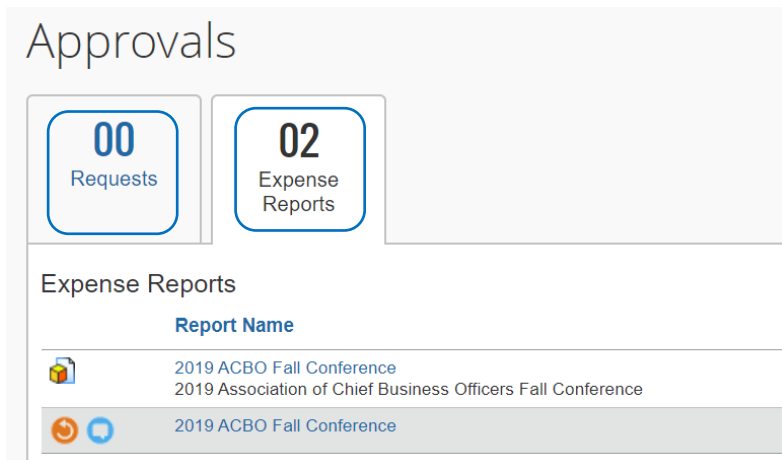 Approvals
00
Requests
02
Expense
Reports
Expense Reports
Report Name
2019 ACBO Fall Conference
2019 Association of Chief Business Officers Fall Conference
2019 ACBO Fall Conference